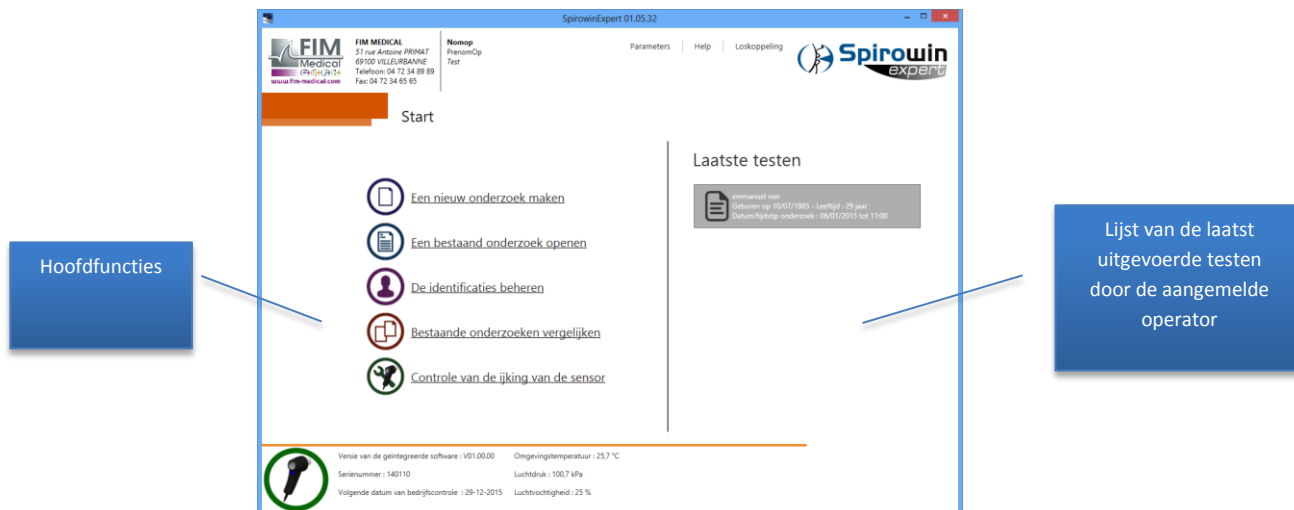 SpirowinExpert 01.05.32
FIM
Medical
www.fim-medical.com
FIM MEDICAL
51 rue Antoine PRIMAT
69100 VILLEURBANNE
Telefoon: 04 72 34 89 89
Fax: 04 72 34 65 65
Nomop
PrenomOp
Test
Parameters
Help
Loskoppeling
Spirowin
expert
Start
Hoofdfuncties
Een nieuw onderzoek maken
Een bestaand onderzoek openen
De identificaties beheren
Bestaande onderzoeken vergelijken
Controle van de ijking van de sensor
Laatste testen
emmanuel nan
Geboren op 10/07/1985 - Leeftijd : 29 jaar
Datum/tijdstip onderzoek : 06/01/2015 tot 11:00
Lijst van de laatst
uitgevoerde testen
door de aangemelde
operator
Versie van de geïntegreerde software : V01.00.00
Serienummer : 140110
Volgende datum van bedrijfscontrole : 29-12-2015
Omgevingstemperatuur : 25,7 °C
Luchtdruk : 100,7 kPa
Luchtvochtigheid : 25 %